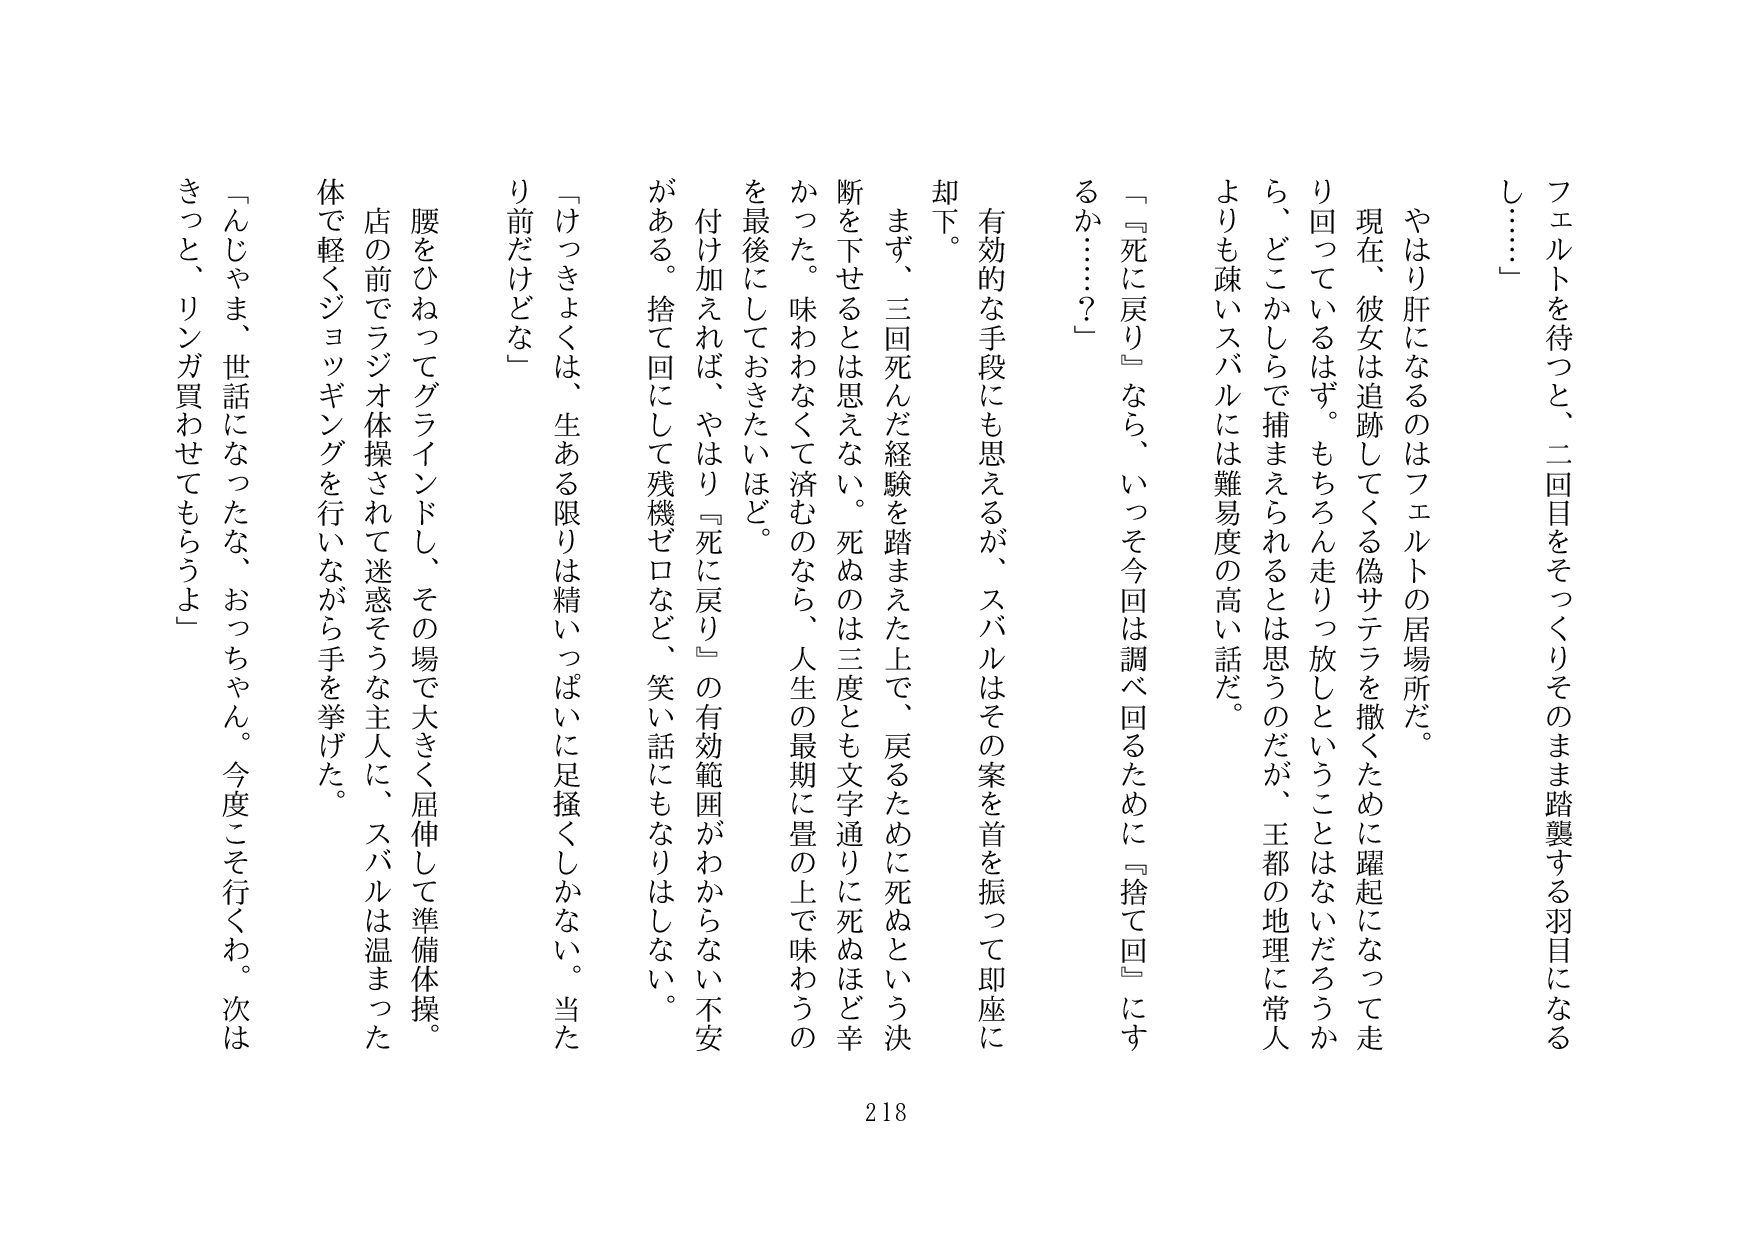 フェルトを待つと、二回目をそっくりそのまま踏襲する羽目になる
し……」
やはり肝になるのはフェルトの居場所だ。
現在、彼女は追跡してくる偽サテラを撒くために躍起になって走
り回っているはず。もちろん走りっ放しということはないだろうか
ら、どこかしらで捕まえられるとは思うのだが、王都の地理に常人
よりも疎いスバルには難易度の高い話だ。
「『死に戻り』なら、いっそ今回は調べ回るために『捨て回』にす
るか……？」
有効的な手段にも思えるが、スバルはその案を首を振って即座に
却下。
まず、三回死んだ経験を踏まえた上で、戻るために死ぬという決
断を下せるとは思えない。死ぬのは三度とも文字通りに死ぬほど辛
かった。味わわなくて済むのなら、人生の最期に畳の上で味わうの
を最後にしておきたいほど。
付け加えれば、やはり『死に戻り』の有効範囲がわからない不安
がある。捨て回にして残機ゼロなど、笑い話にもなりはしない。
「けっきょくは、生ある限りは精いっぱいに足掻くしかない。当た
り前だけどな」
腰をひねってグラインドし、その場で大きく屈伸して準備体操。
店の前でラジオ体操されて迷惑そうな主人に、スバルは温まった
体で軽くジョッギングを行いながら手を挙げた。
「んじゃま、世話になったな、おっちゃん。今度こそ行くわ。次は
きっと、リンガ買わせてもらうよ」
218